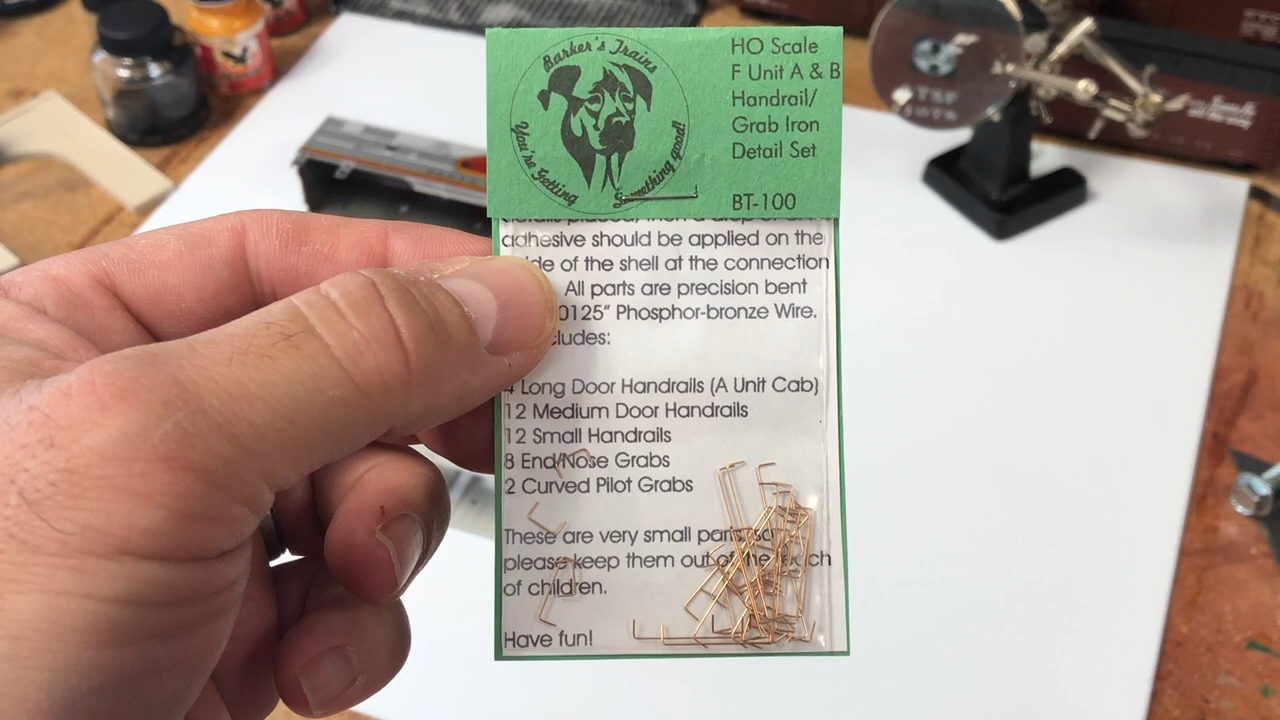 Barker's Trains
You're Getting
Something good!
HO Scale
F Unit A & B
Handrail/
Grab Iron
Detail Set
BT-100
adhesive should be applied on the
of the shell at the connection
All parts are precision bent
0125" Phosphor-bronze Wire.
4 Long Door Handrails (A Unit Cab)
12 Medium Door Handrails
12 Small Handrails
8 End/Nose Grabs
2 Curved Pilot Grabs
These are very small parts, so
please keep them out of the reach
of children.
Have fun!